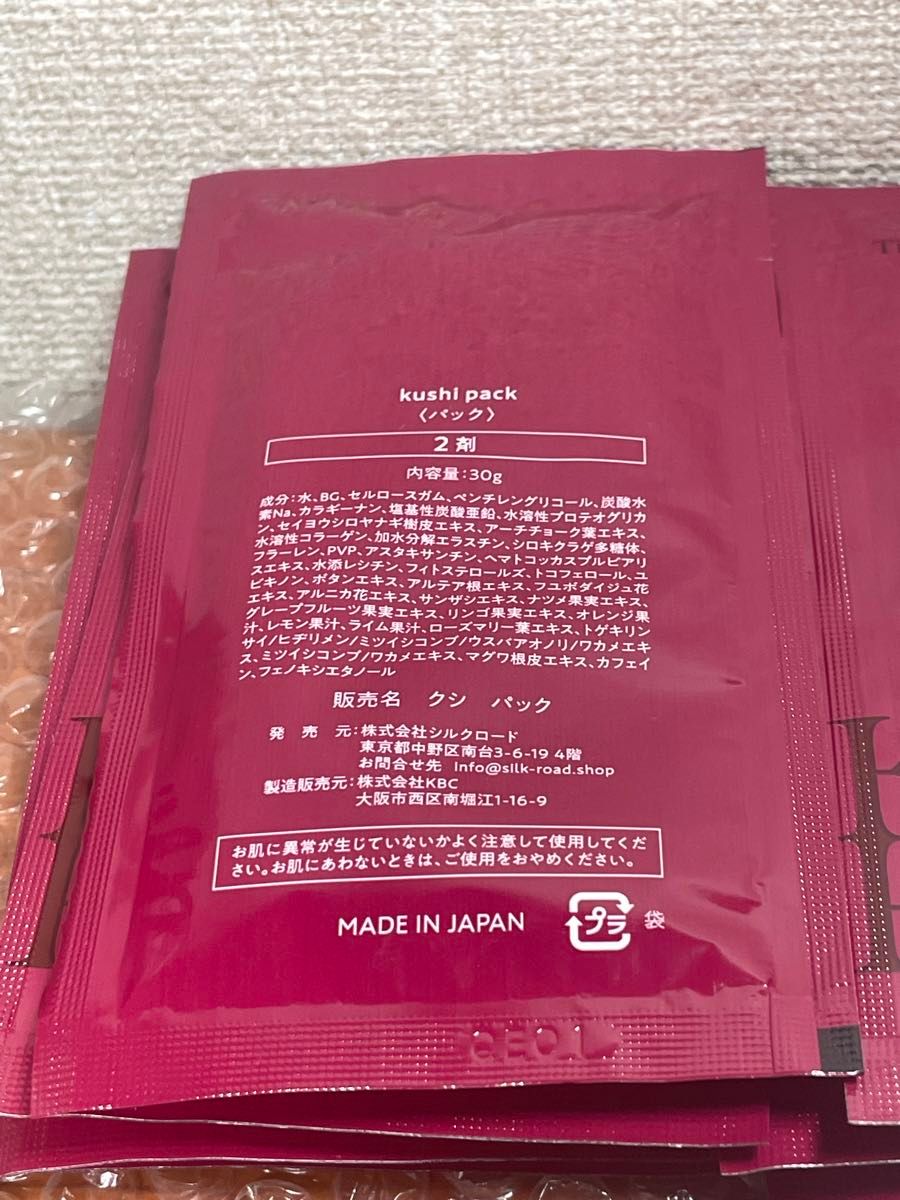 kushi pack
〈パック〉
2剤
内容量:30g
成分:水、BG、セルロースガム、ペンチレングリコール、炭酸水
素Na、カラギーナン、塩基性炭酸亜鉛、水溶性プロテオグリカ
ン、セイヨウシロヤナギ樹皮エキス、アーチチョーク葉エキス、
水溶性コラーゲン、加水分解エラスチン、シロキクラゲ多糖体、
フラーレン、PVP、アスタキサンチン、ヘマトコッカスプルビアリ
スエキス、水添レシチン、フィトステロールズ、トコフェロール、ユ
ビキノン、ボタンエキス、アルテア根エキス、フユボダイジュ花
エキス、アルニカ花エキス、サンザシエキス、ナツメ果実エキス、
グレープフルーツ果実エキス、リンゴ果実エキス、オレンジ果
汁、レモン果汁、ライム果汁、ローズマリー葉エキス、トゲキリン
サイ/ヒヂリメン/ミツイシコンブ/ウスバアオノリ/ワカメエキ
ス、ミツイシコンブ/ワカメエキス、マグワ根皮エキス、カフェイ
ン、フェノキシエタノール
販売名 クシ パック
発売元:株式会社シルクロード
東京都中野区南台3-6-19 4階
お問合せ先 info@silk-road.shop
製造販売元:株式会社KBC
大阪市西区南堀江1-16-9
お肌に異常が生じていないかよく注意して使用してくだ
さい。お肌にあわないときは、ご使用をおやめください。
MADE IN JAPAN
プラ 袋